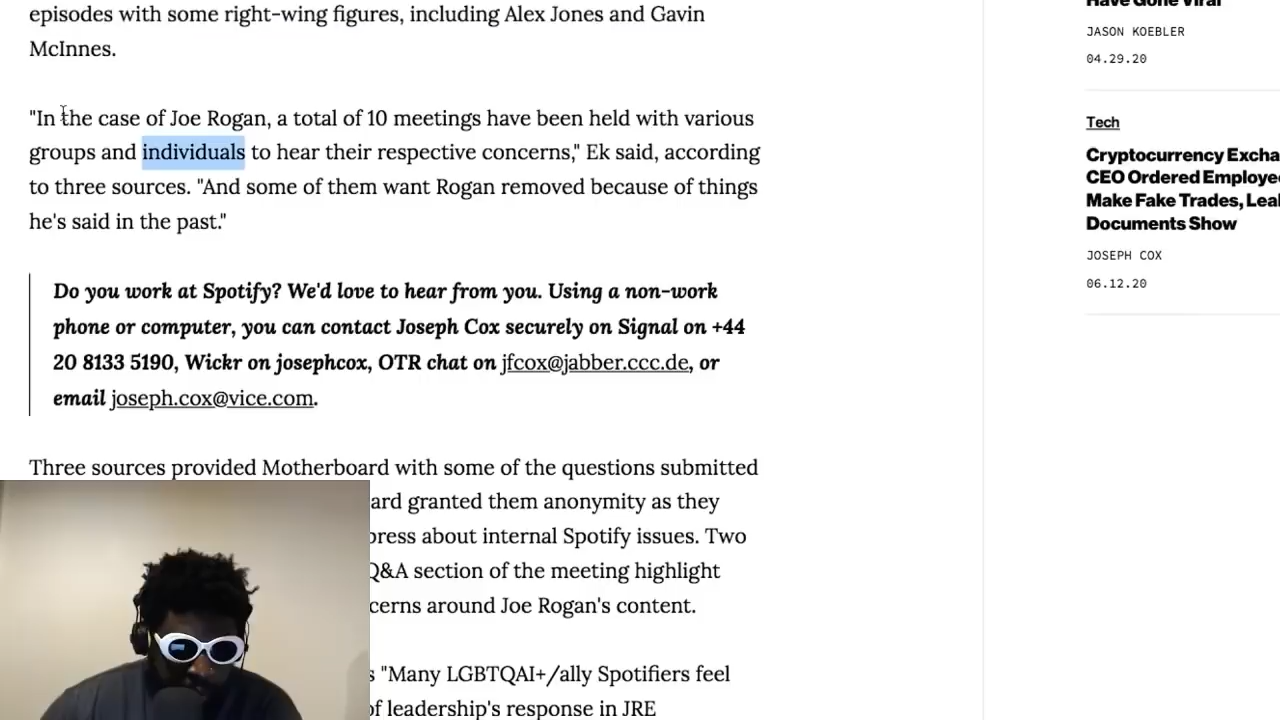 episodes with some right-wing figures, including Alex Jones and Gavin
McInnes.
"In the case of Joe Rogan, a total of 10 meetings have been held with various
groups and individuals to hear their respective concerns," Ek said, according
to three sources. "And some of them want Rogan removed because of things
he's said in the past."
Do you work at Spotify? We'd love to hear from you. Using a non-work
phone or computer, you can contact Joseph Cox securely on Signal on +44
20 8133 5190, Wickr on josephcox, OTR chat on jfcox@jabber.ccc.de, or
email joseph.cox@vice.com.
Three sources provided Motherboard with some of the questions submitted
ard granted them anonymity as they
press about internal Spotify issues. Two
Q&A section of the meeting highlight
cerns around Joe Rogan's content.
s "Many LGBTQAI+/ally Spotifiers feel
of leadership's response in JRE
Have Gone Viral
JASON KOEBLER
04.29.20
Tech
Cryptocurrency Excha
CEO Ordered Employe
Make Fake Trades, Leal
Documents Show
JOSEPH COX
06.12.20